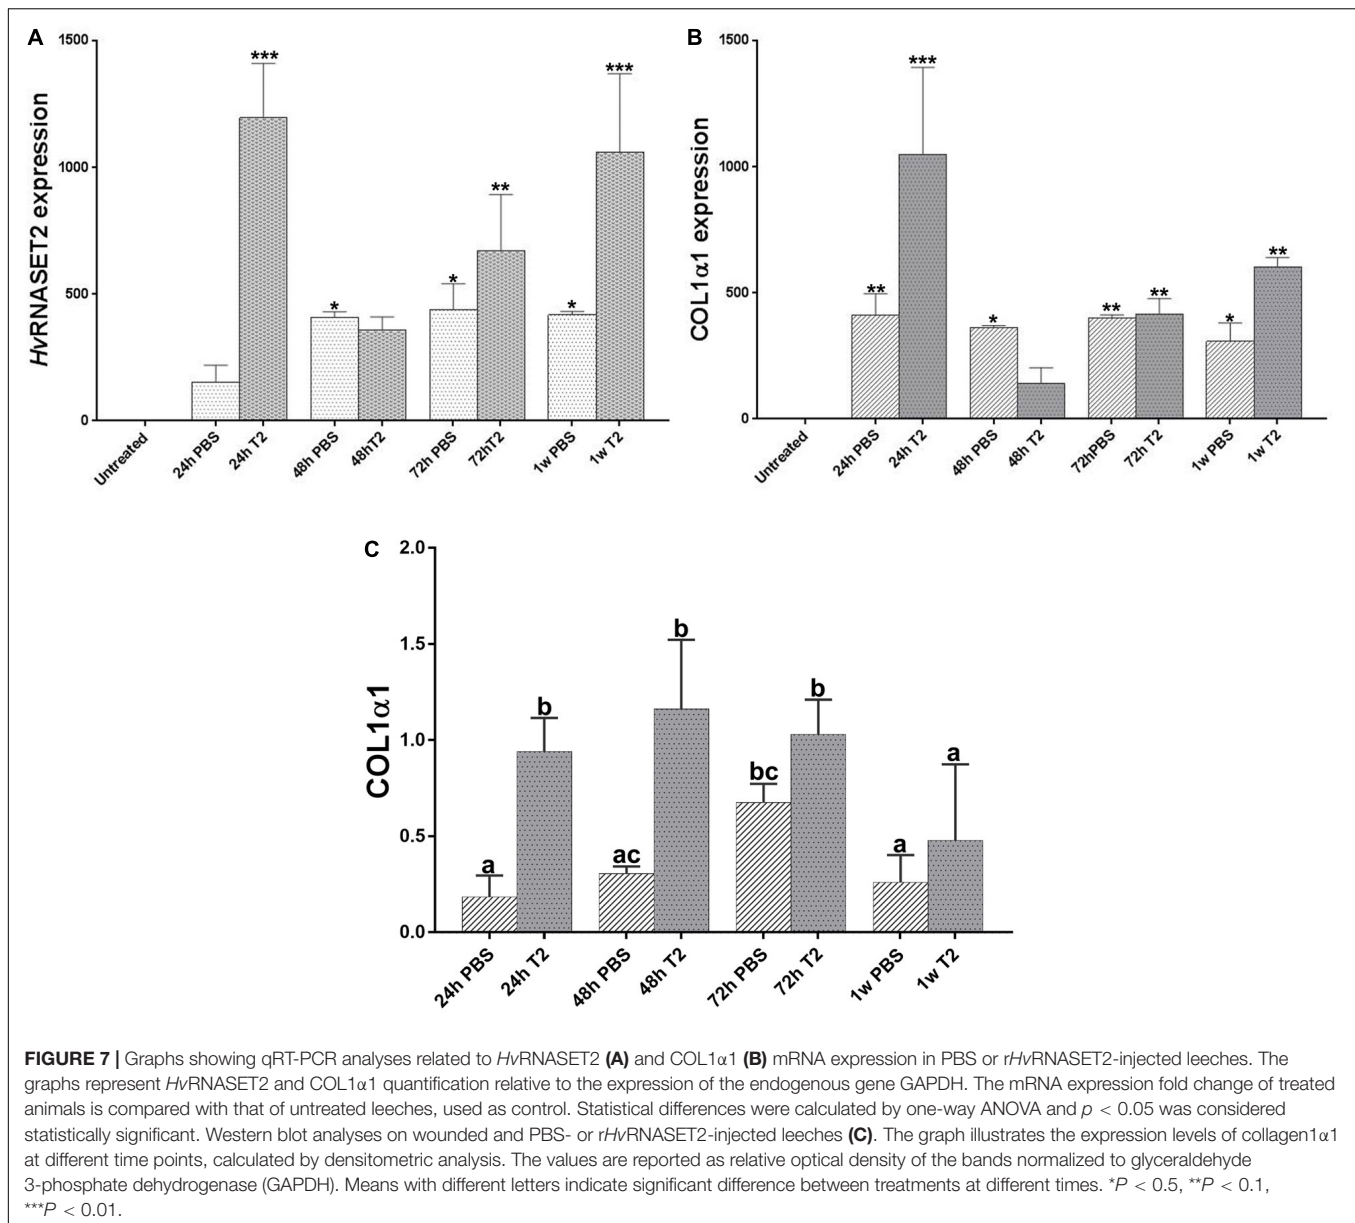 A
1500
1000
500
0
HvRNASET2 expression
***
*
*
**
*
***
Untreated
24h PBS
24h T2
48h PBS
48hT2
72h PBS
72hT2
1w PBS
1w T2
B
1500
1000
500
0
COL1α1 expression
**
***
*
**
**
*
**
Untreated
24h PBS
24h T2
48h PBS
48h T2
72hPBS
72h T2
1w PBS
1w T2
C
2.0
1.5
1.0
0.5
0.0
COL1α1
a
b
ac
b
bc
b
a
a
24h PBS
24h T2
48h PBS
48h T2
72h PBS
72h T2
1w PBS
1w T2
FIGURE 7 | Graphs showing qRT-PCR analyses related to HvRNASET2 (A) and COL1α1 (B) mRNA expression in PBS or rHvRNASET2-injected leeches. The
graphs represent HvRNASET2 and COL1α1 quantification relative to the expression of the endogenous gene GAPDH. The mRNA expression fold change of treated
animals is compared with that of untreated leeches, used as control. Statistical differences were calculated by one-way ANOVA and p < 0.05 was considered
statistically significant. Western blot analyses on wounded and PBS- or rHvRNASET2-injected leeches (C). The graph illustrates the expression levels of collagen1α1
at different time points, calculated by densitometric analysis. The values are reported as relative optical density of the bands normalized to glyceraldehyde
3-phosphate dehydrogenase (GAPDH). Means with different letters indicate significant difference between treatments at different times. *P < 0.5, **P < 0.1,
***P < 0.01.